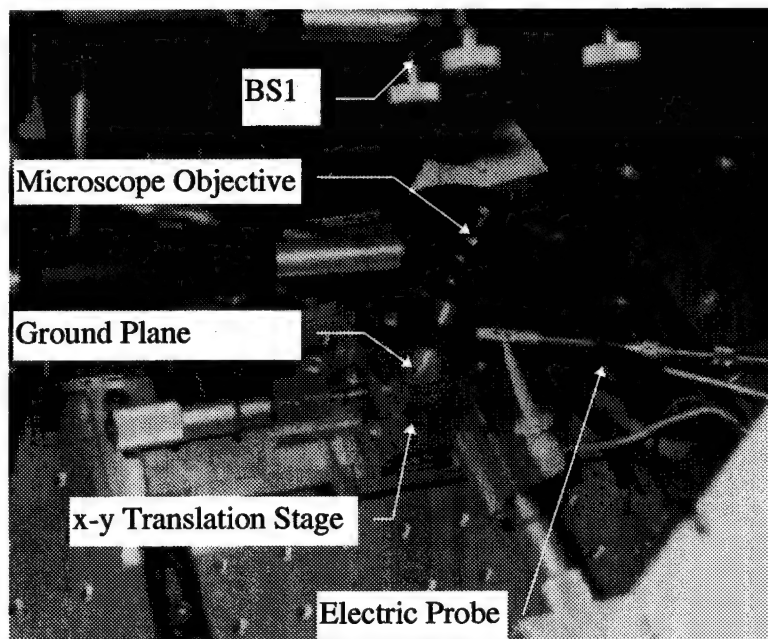 BS1
Microscope Objective
Ground Plane
x-y Translation Stage
Electric Probe